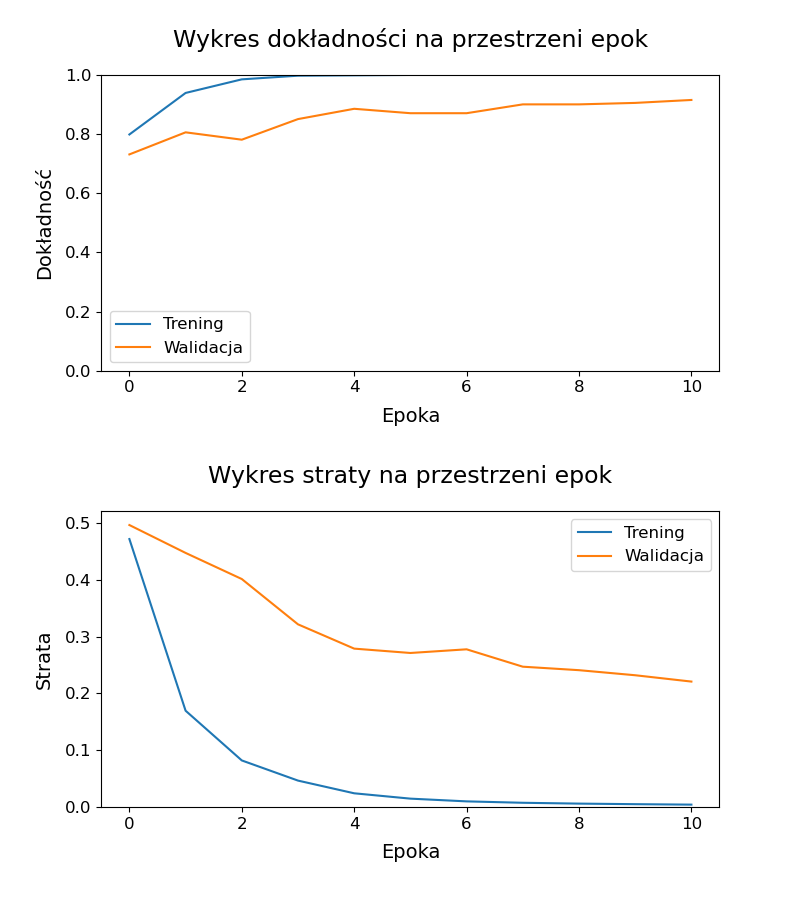 Wykres dokładności na przestrzeni epok
1.0
0.8
0.6
0.4
0.2
0.0
Dokładność
Trening
Walidacja
0 2 4 6 8 10
Epoka
Wykres straty na przestrzeni epok
0.5
0.4
0.3
0.2
0.1
0.0
Strata
Trening
Walidacja
0 2 4 6 8 10
Epoka